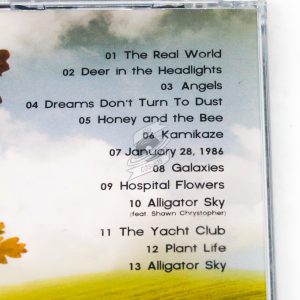 01 The Real World
02 Deer in the Headlights
03 Angels
04 Dreams Don't Turn To Dust
05 Honey and the Bee
06 Kamikaze
07 January 28, 1986
08 Galaxies
09 Hospital Flowers
10 Alligator Sky
(feat. Shawn Chrystopher)
11 The Yacht Club
12 Plant Life
13 Alligator Sky